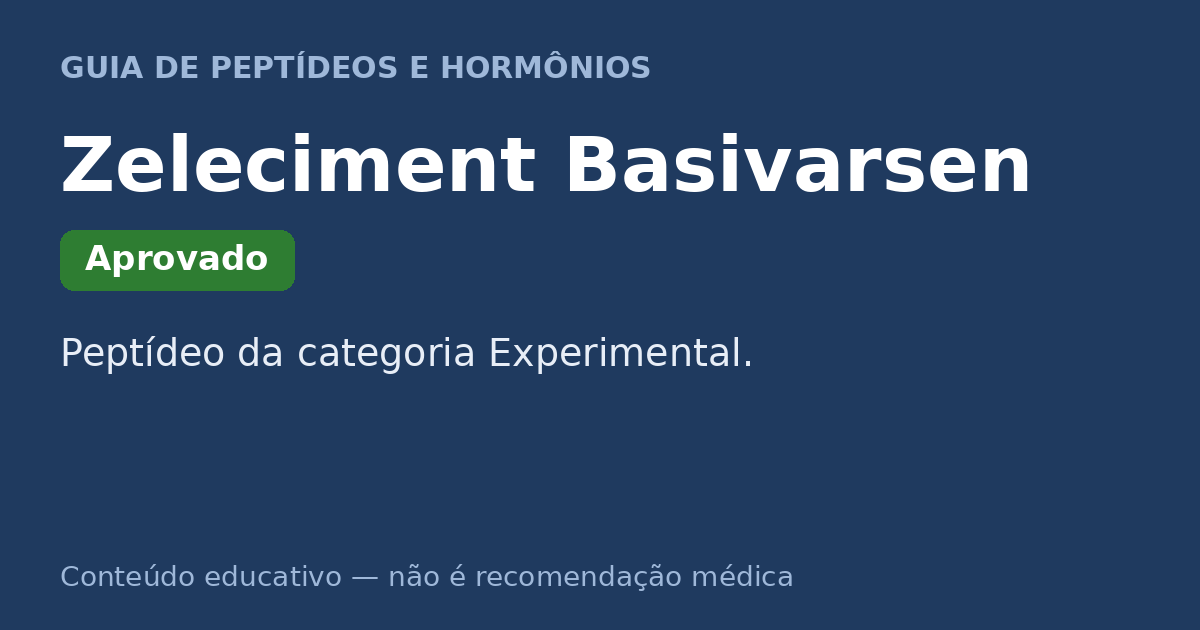 GUIA DE PEPTÍDEOS E HORMÔNIOS
Zeleciment Basivarsen
Aprovado
Peptídeo da categoria Experimental.
Conteúdo educativo — não é recomendação médica